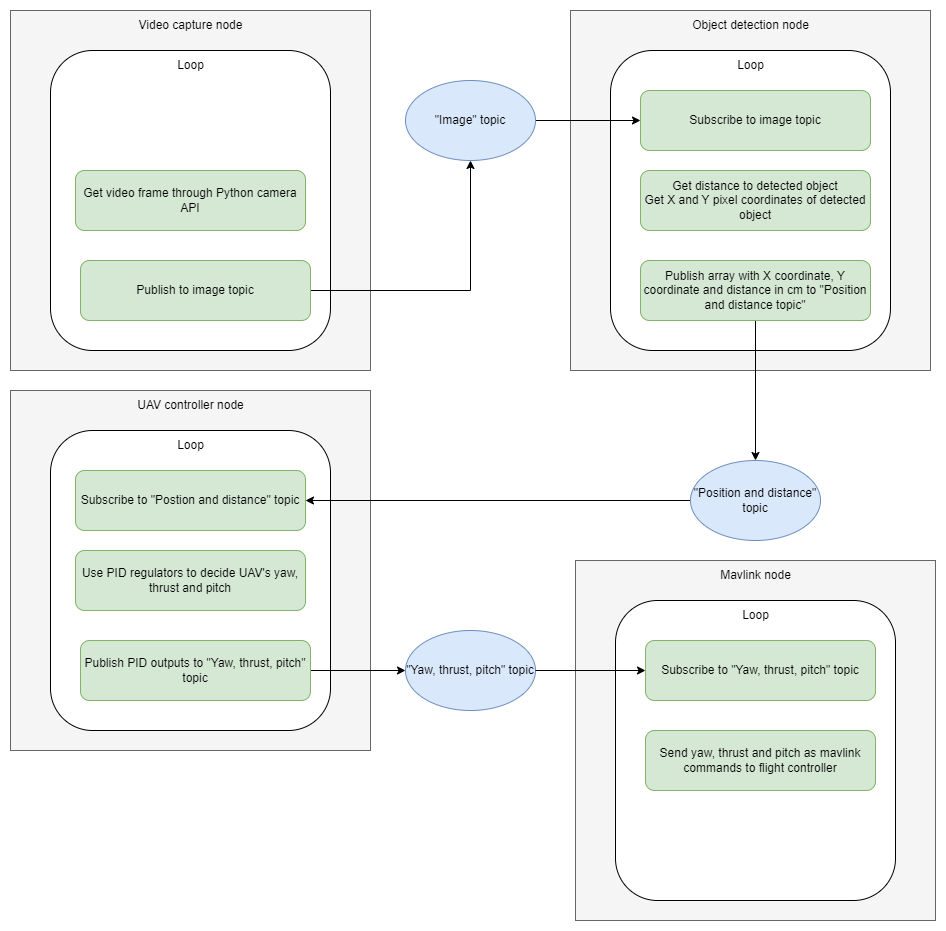 Video capture node
Loop
Get video frame through Python camera
API
Publish to image topic
"Image" topic
Object detection node
Loop
Subscribe to image topic
Get distance to detected object
Get X and Y pixel coordinates of detected
object
Publish array with X coordinate, Y
coordinate and distance in cm to "Position
and distance topic"
"Position and distance"
topic
UAV controller node
Loop
Subscribe to "Postion and distance" topic
Use PID regulators to decide UAV's yaw,
thrust and pitch
Publish PID outputs to "Yaw, thrust, pitch"
topic
"Yaw, thrust, pitch" topic
Mavlink node
Loop
Subscribe to "Yaw, thrust, pitch" topic
Send yaw, thrust and pitch as mavlink
commands to flight controller